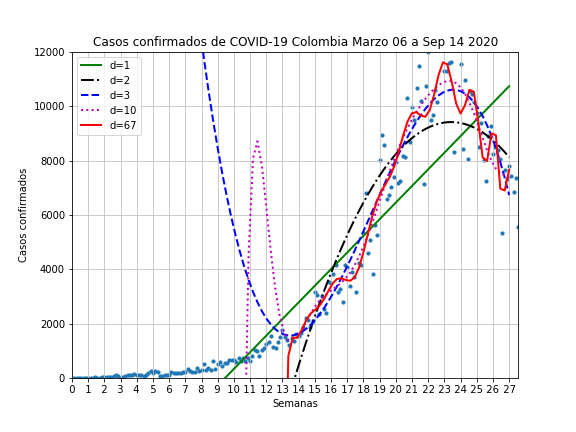 Casos confirmados de COVID-19 Colombia Marzo 06 a Sep 14 2020
12000
10000
8000
6000
4000
2000
0
Casos confirmados
d=1
d=2
d=3
d=10
d=67
0 1 2 3 4 5 6 7 8 9 10 11 12 13 14 15 16 17 18 19 20 21 22 23 24 25 26 27
Semanas